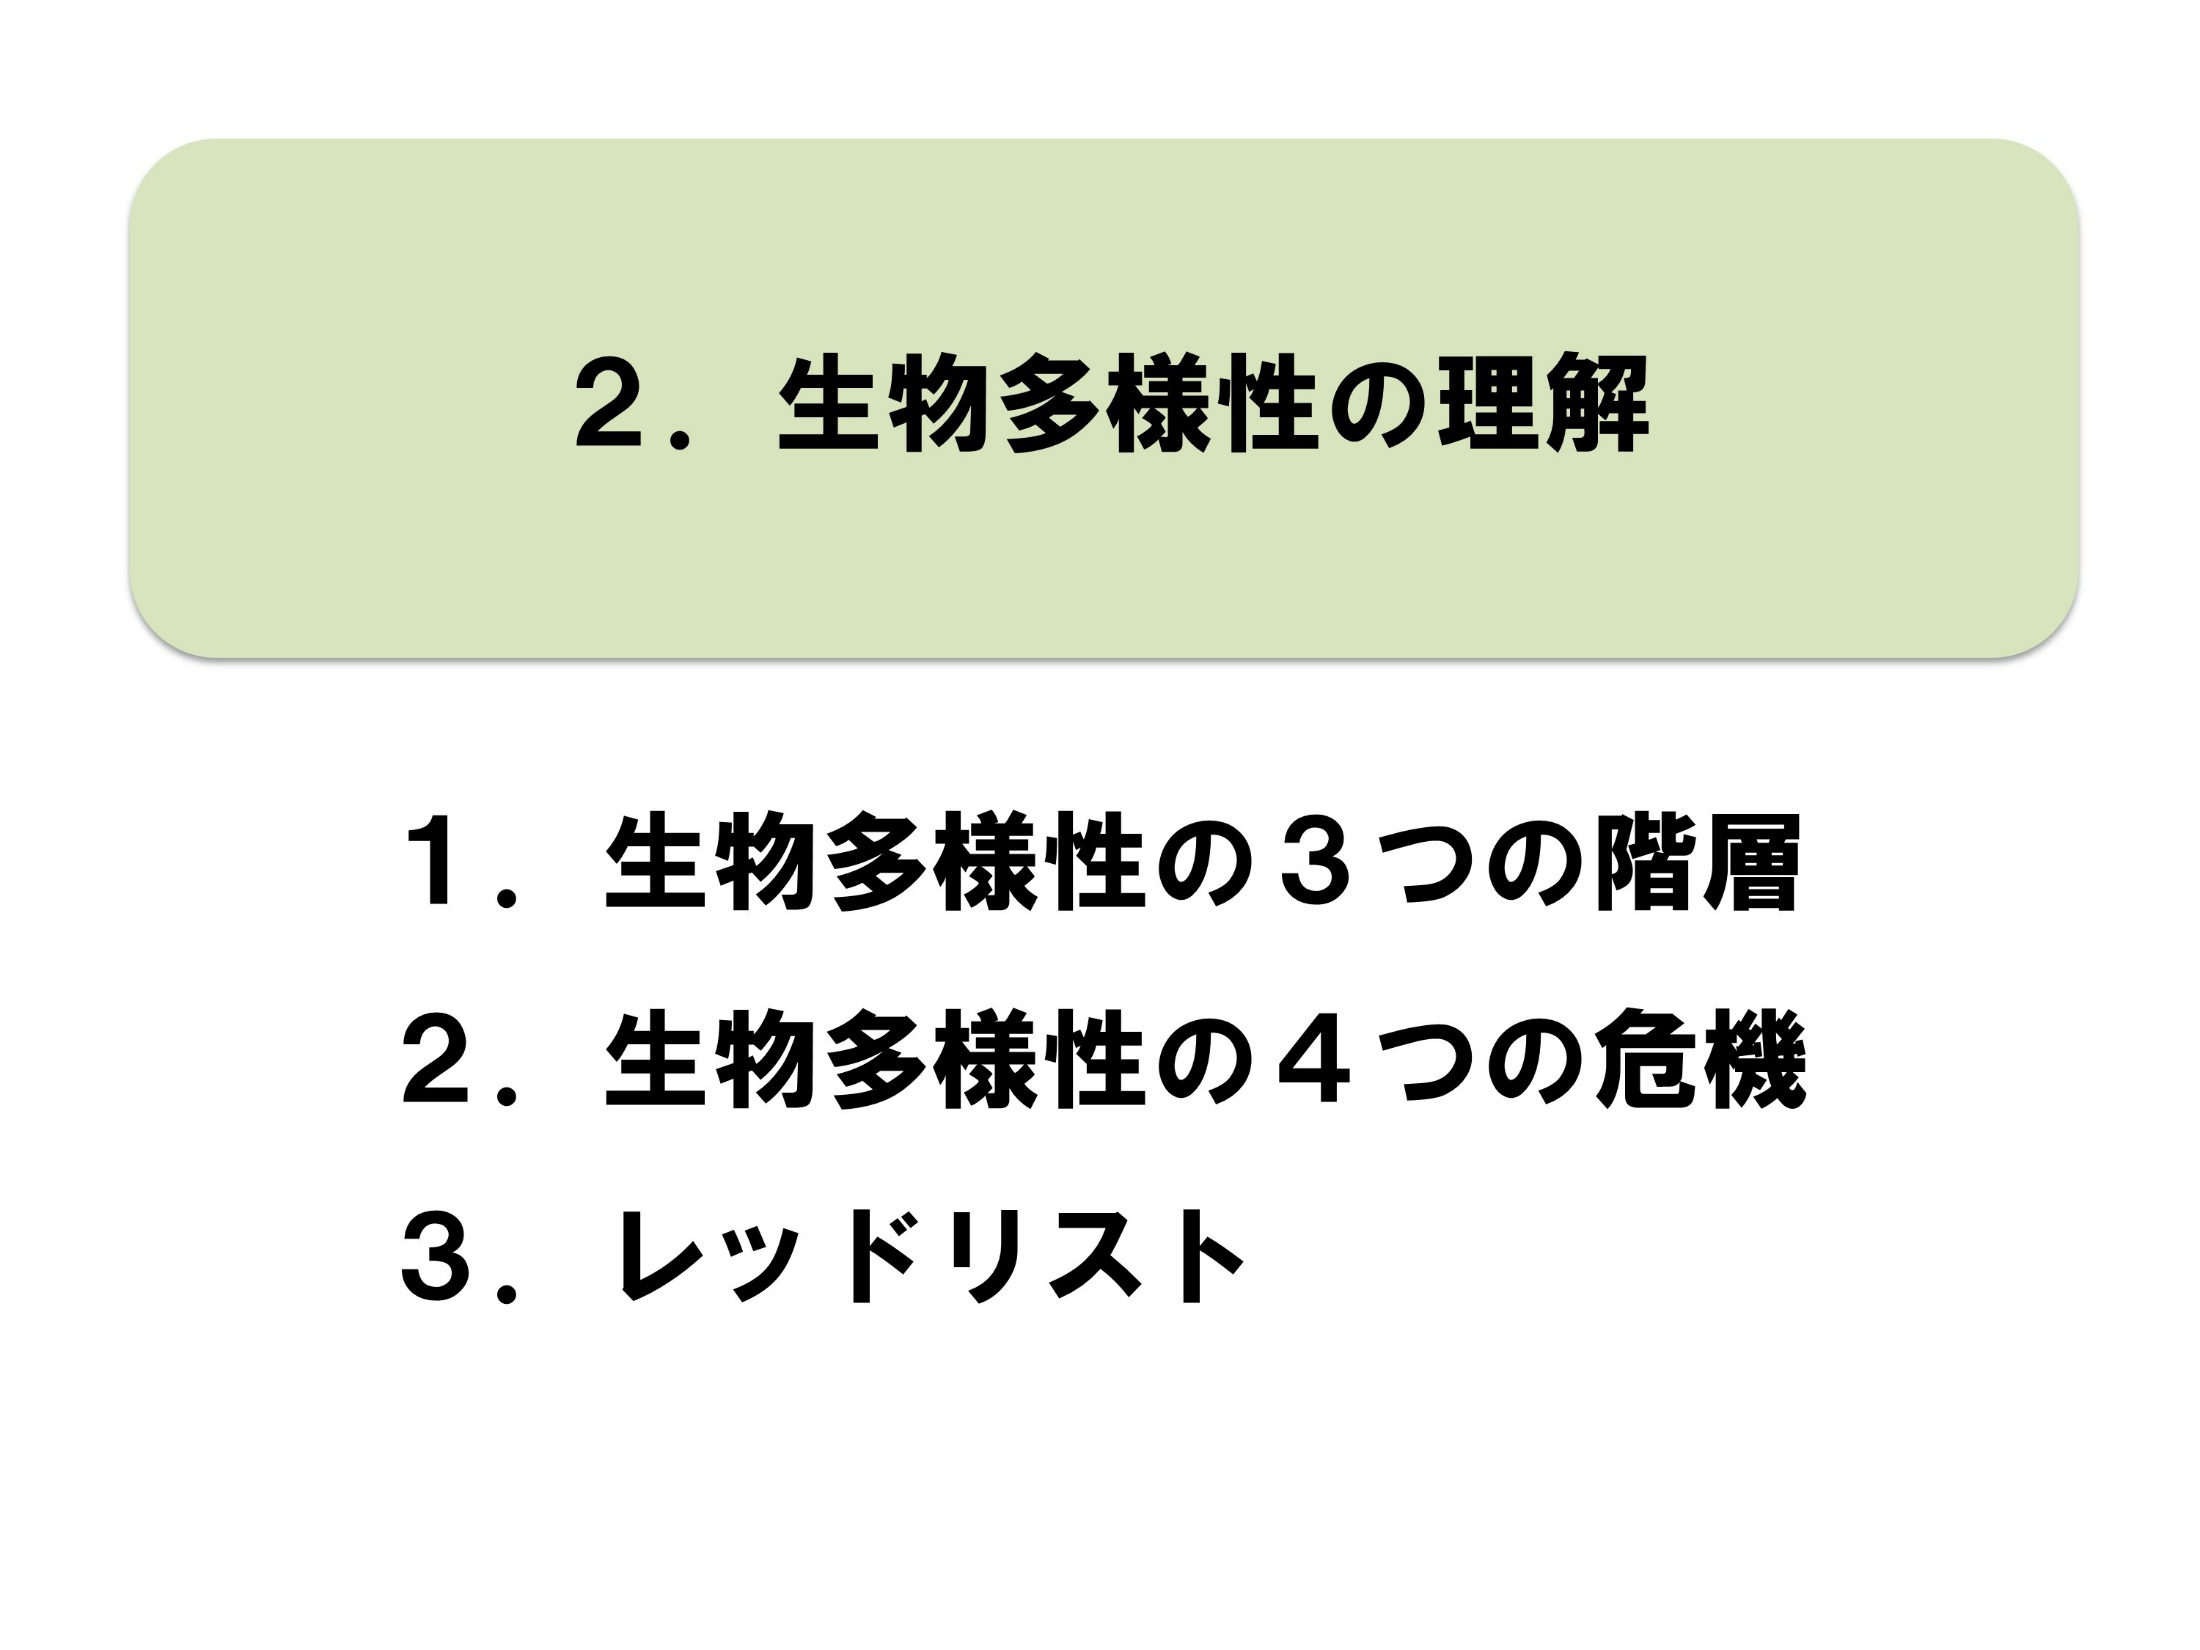 ２．生物多様性の理解
１．生物多様性の３つの階層
２．生物多様性の４つの危機
３．レッドリスト